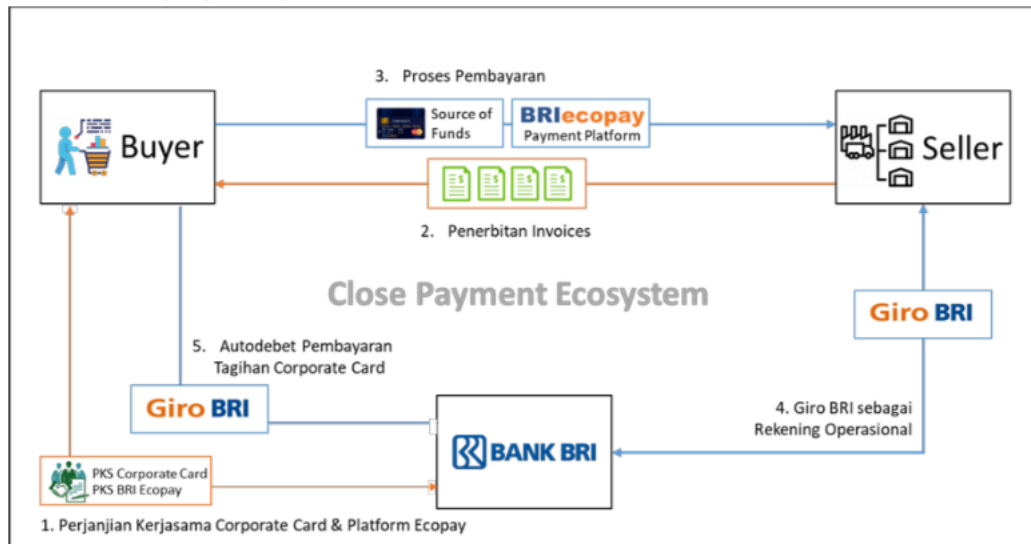 3. Proses Pembayaran
Buyer
Source of
Funds
BRIecopay
Payment Platform
Seller
2. Penerbitan Invoices
Close Payment Ecosystem
Giro BRI
5. Autodebet Pembayaran
Tagihan Corporate Card
Giro BRI
4. Giro BRI sebagai
Rekening Operasional
BANK BRI
PKS Corporate Card
PKS BRI Ecopay
1. Perjanjian Kerjasama Corporate Card & Platform Ecopay